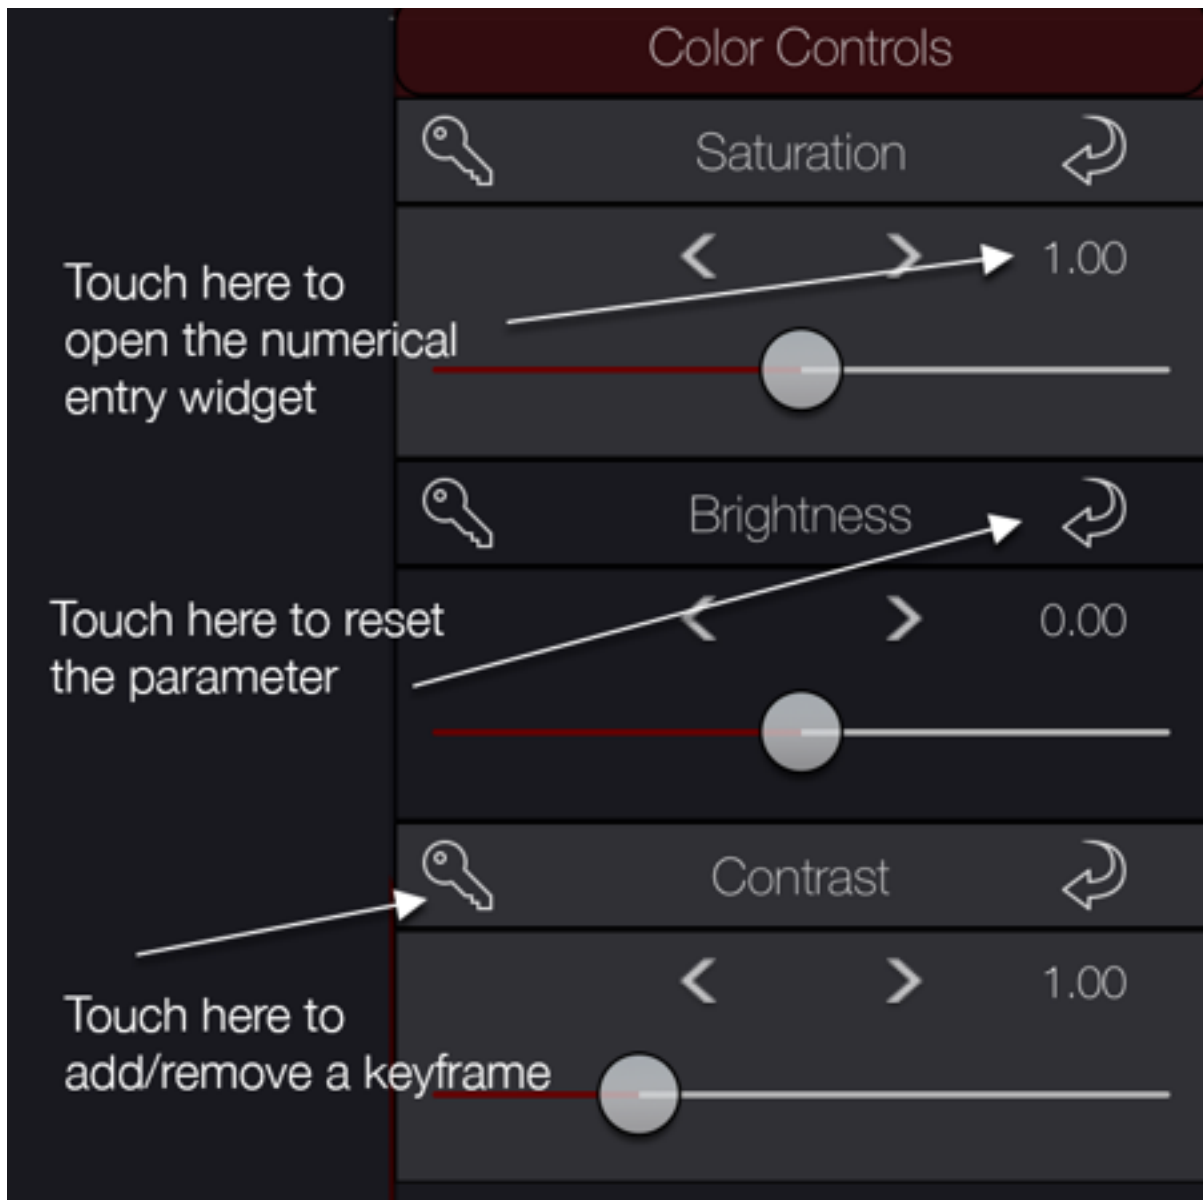 Color Controls
Saturation
1.00
Touch here to
open the numerical
entry widget
Brightness
Touch here to reset
the parameter
0.00
Contrast
1.00
Touch here to
add/remove a keyframe